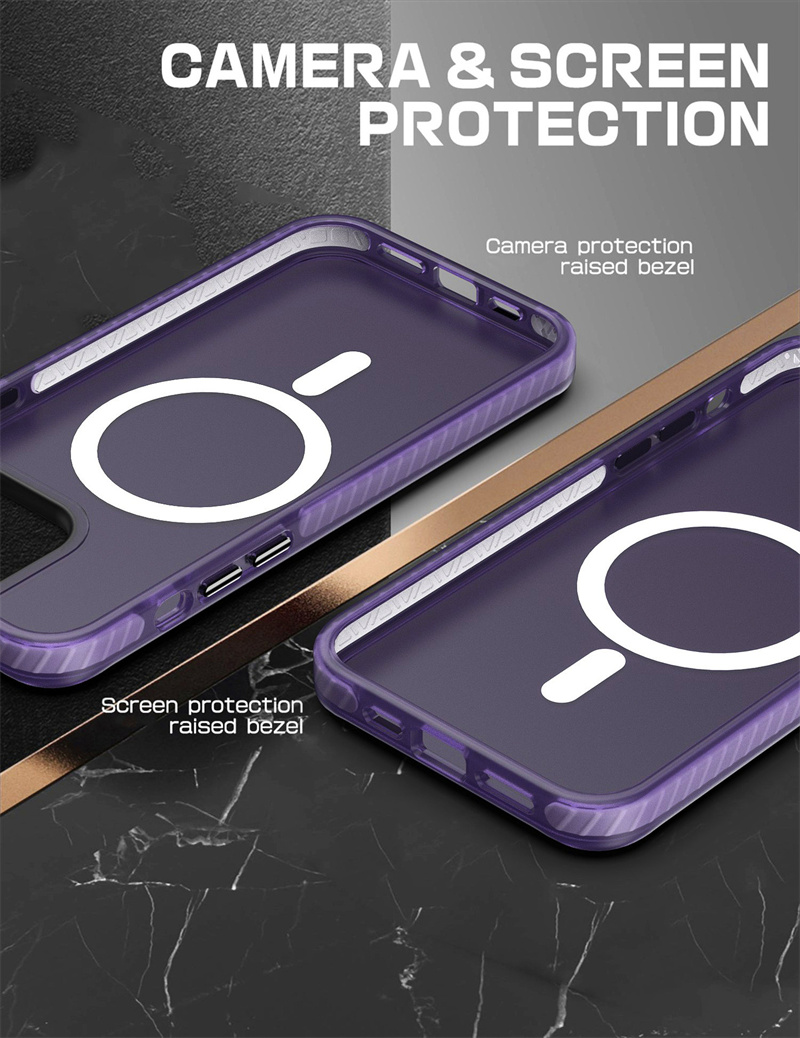 CAMERA & SCREEN
PROTECTION
Camera protection
raised bezel
Screen protection
raised bezel